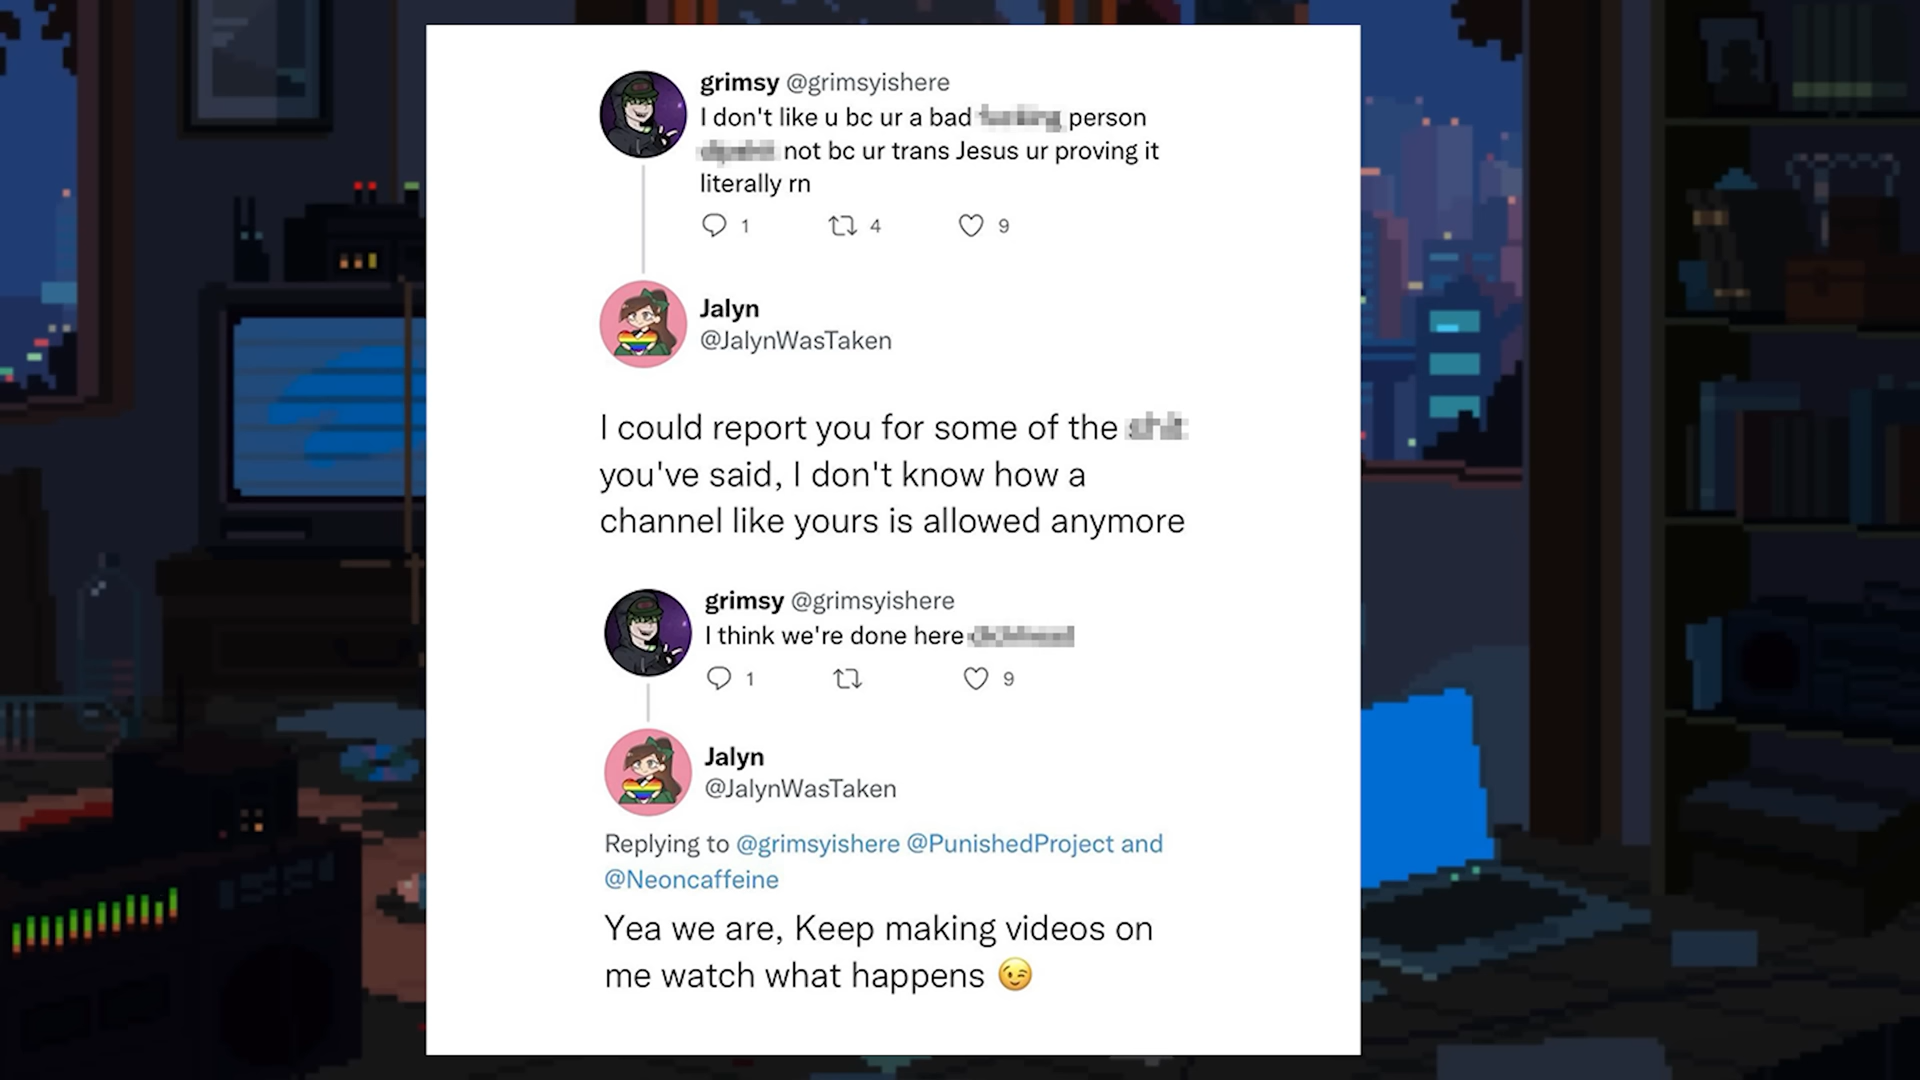 grimsy @grimsyishere
I don't like u bc ur a bad person
not bc ur trans Jesus ur proving it
literally rn
1 4 9
Jalyn
@JalynWasTaken
I could report you for some of the
you've said, I don't know how a
channel like yours is allowed anymore
grimsy @grimsyishere
I think we're done here
1 9
Jalyn
@JalynWasTaken
Replying to @grimsyishere @PunishedProject and
@Neoncaffeine
Yea we are, Keep making videos on
me watch what happens 😉